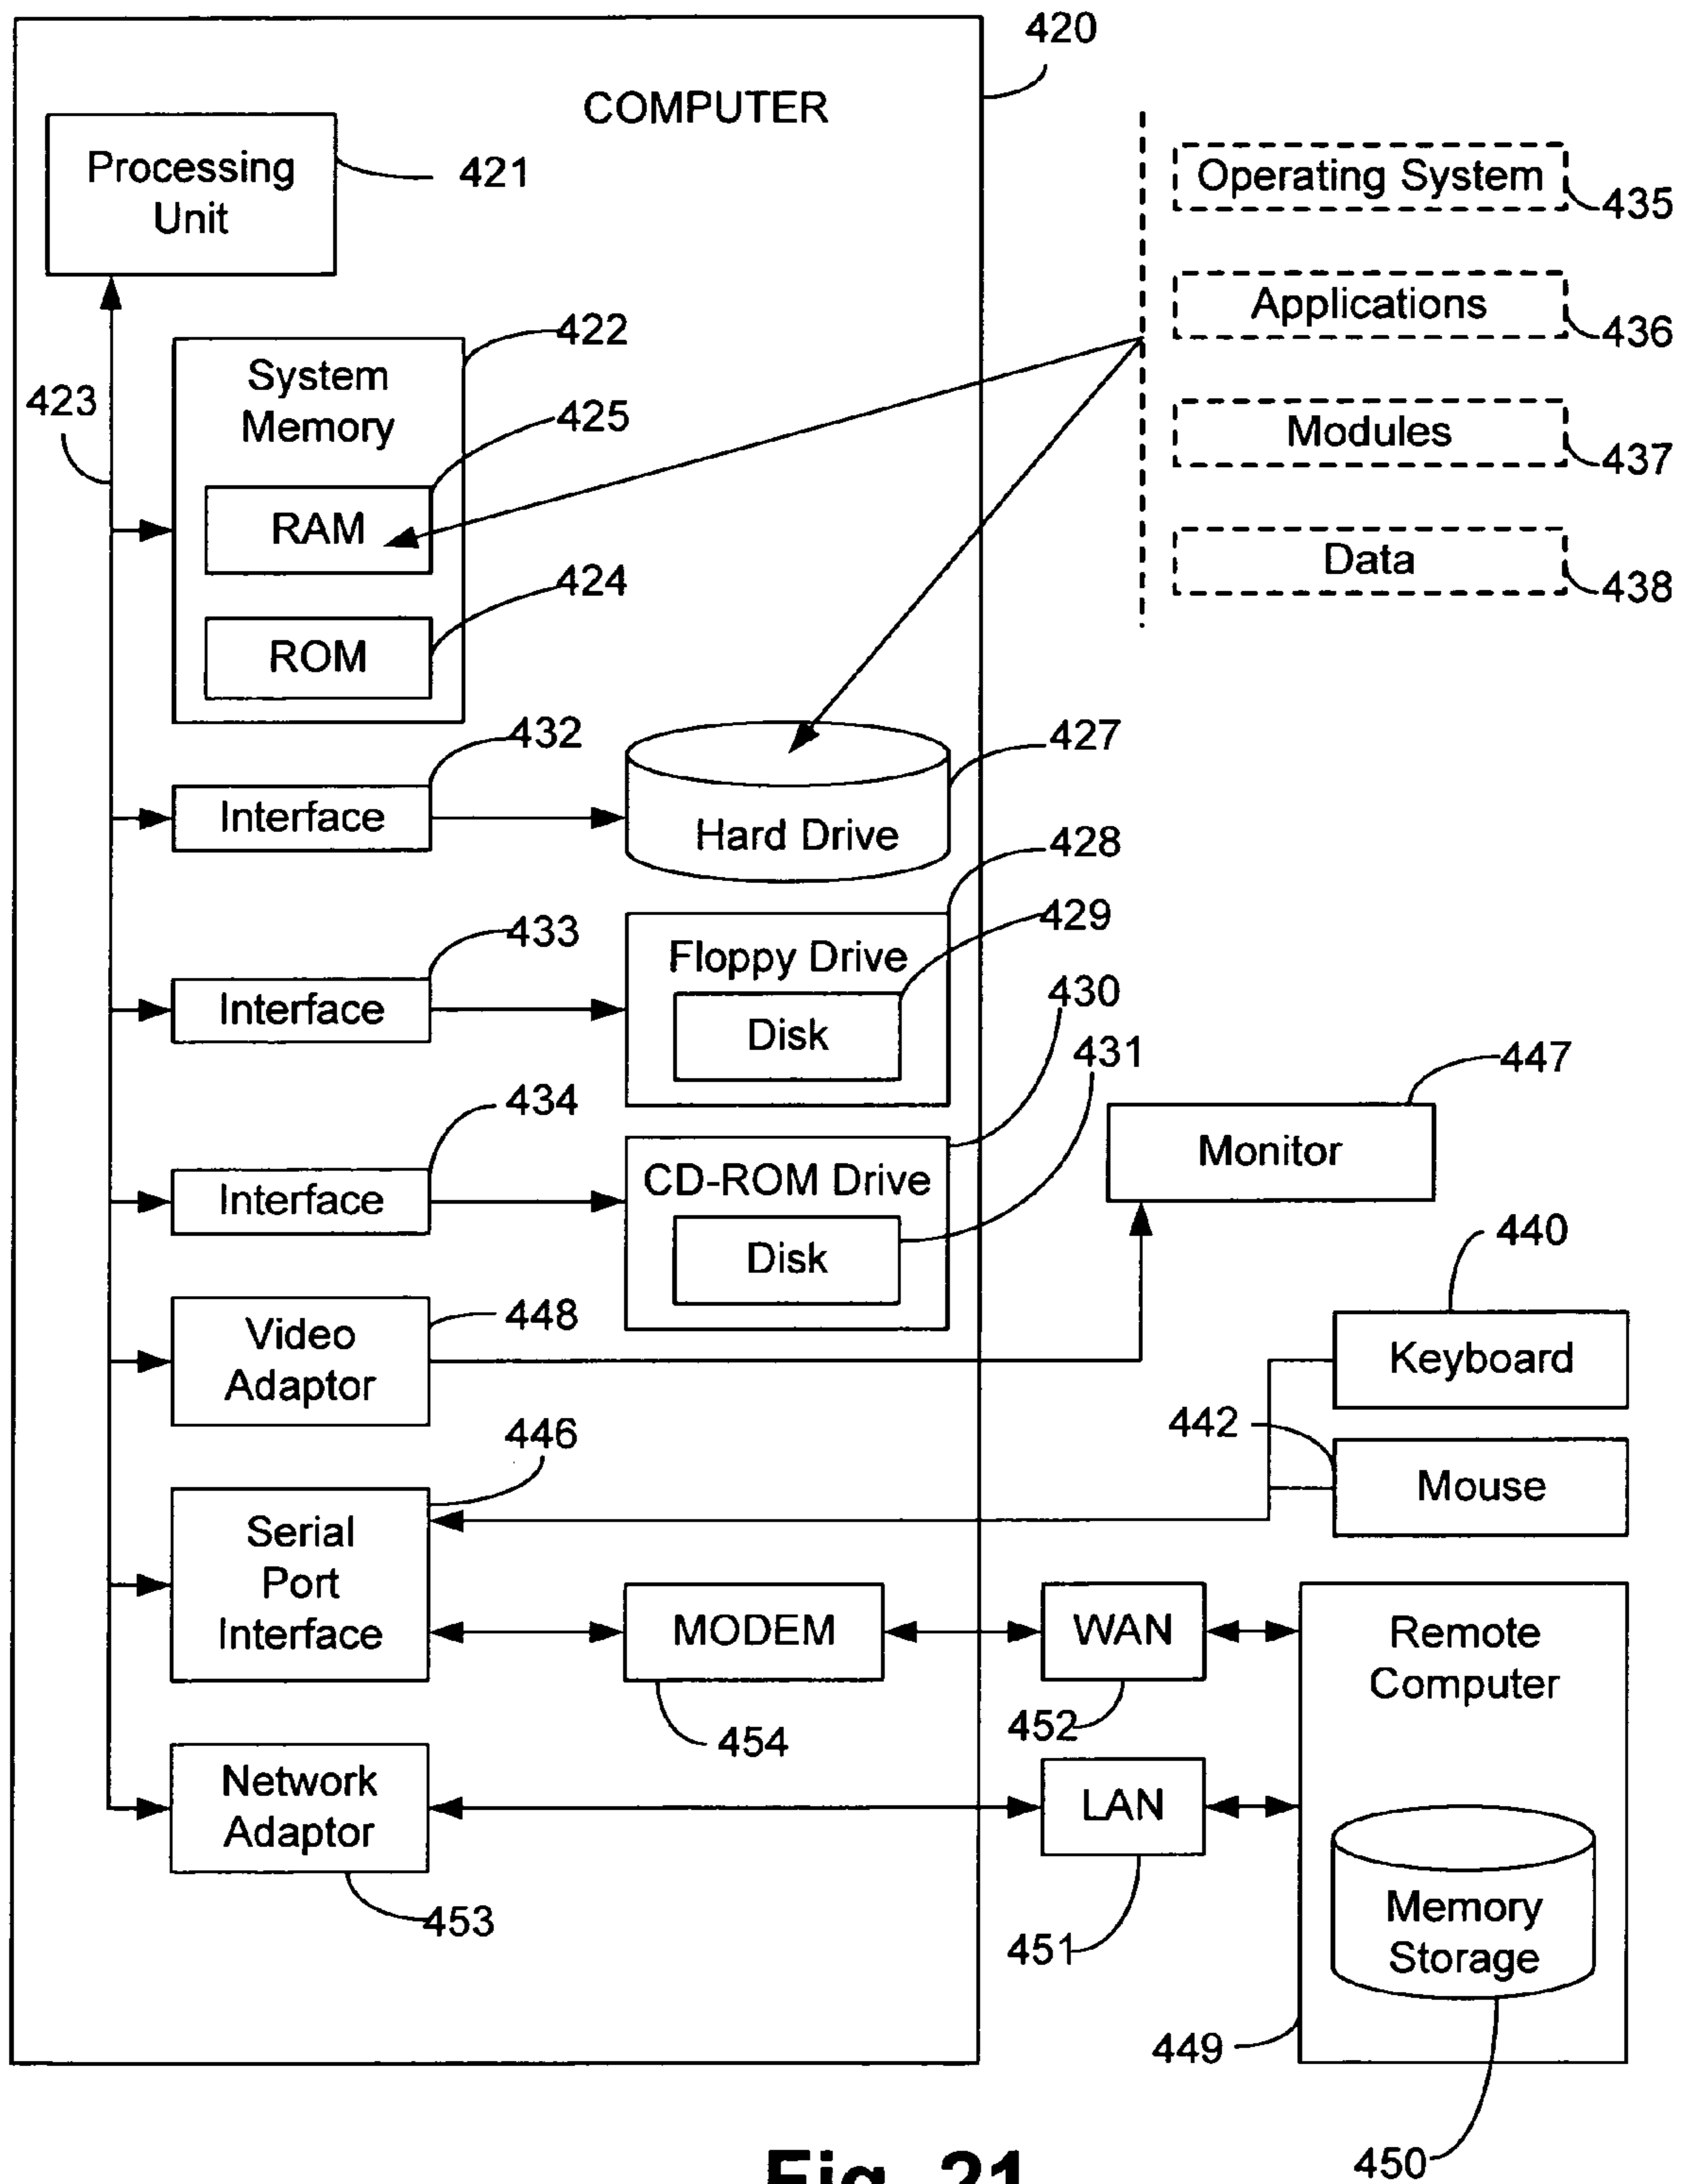 420
COMPUTER
Processing
Unit
421
Operating System
435
Applications
436
Modules
437
Data
438
422
System
Memory
423
425
RAM
424
ROM
432
Interface
427
Hard Drive
428
433
Interface
429
Floppy Drive
Disk
430
431
434
Interface
CD-ROM Drive
Disk
447
Monitor
440
Keyboard
448
Video
Adaptor
442
Mouse
446
Serial
Port
Interface
MODEM
454
WAN
452
Remote
Computer
Network
Adaptor
453
LAN
451
Memory
Storage
449
450
Fig. 21